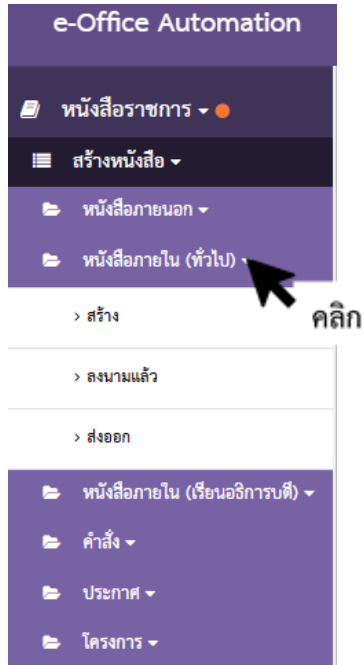 e-Office Automation
หนังสือราชการ
สร้างหนังสือ
หนังสือภายนอก
หนังสือภายใน (ทั่วไป)
คลิก
> สร้าง
> ลงนามแล้ว
> ส่งออก
หนังสือภายใน (เรียนอธิการบดี)
คำสั่ง
ประกาศ
โครงการ